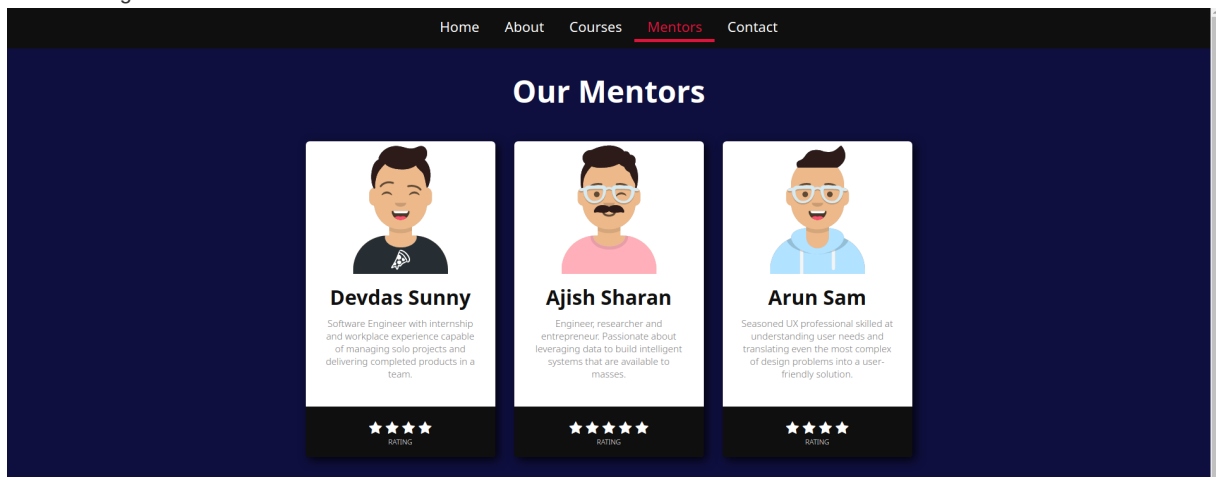 Home About Courses Mentors Contact
Our Mentors
Devdas Sunny
Software Engineer with internship
and workplace experience capable
of managing solo projects and
delivering completed products in a
team.
RATING
Ajish Sharan
Engineer, researcher and
entrepreneur. Passionate about
leveraging data to build intelligent
systems that are available to
masses.
RATING
Arun Sam
Seasoned UX professional skilled at
understanding user needs and
translating even the most complex
of design problems into a user-
friendly solution.
RATING